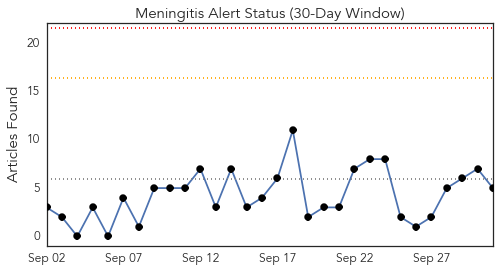 Meningitis Alert Status (30-Day Window)
Articles Found
20
15
10
5
0
Sep 02 Sep 07 Sep 12 Sep 17 Sep 22 Sep 27